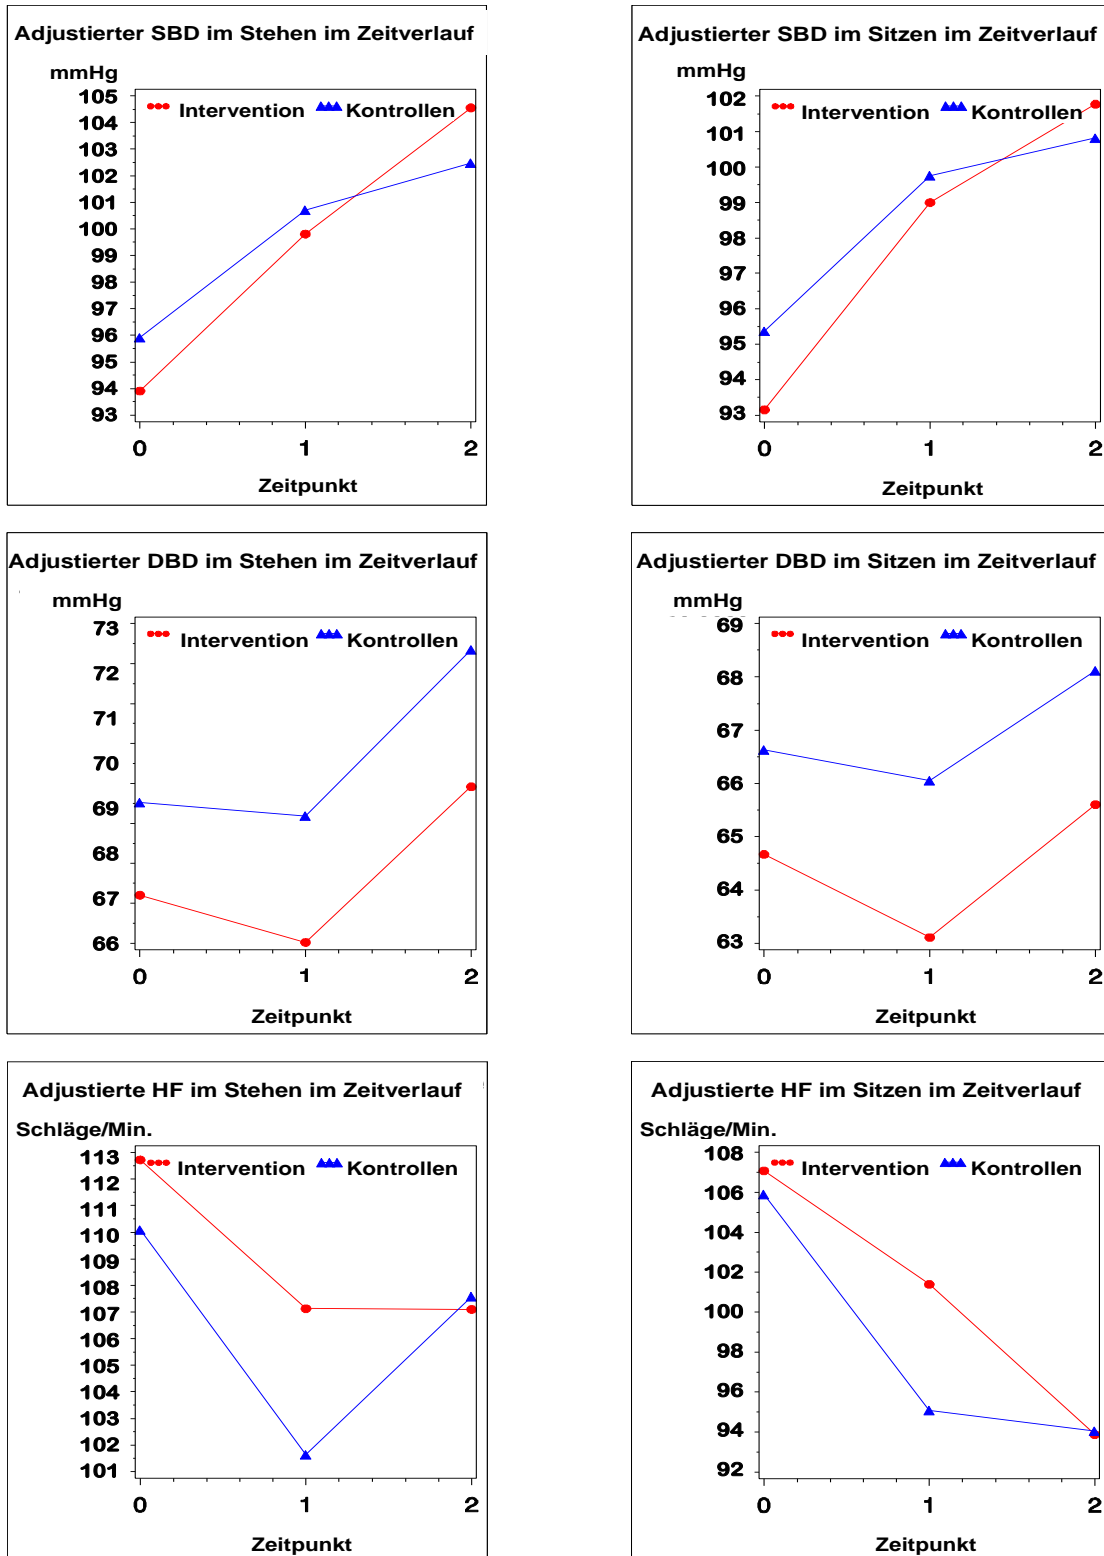 Adjustierter SBD im Stehen im Zeitverlauf
mmHg
Intervention Kontrollen
105
104
103
102
101
100
99
98
97
96
95
94
93
0 1 2
Zeitpunkt
Adjustierter SBD im Sitzen im Zeitverlauf
mmHg
Intervention Kontrollen
102
101
100
99
98
97
96
95
94
93
0 1 2
Zeitpunkt
Adjustierter DBD im Stehen im Zeitverlauf
mmHg
Intervention Kontrollen
73
72
71
70
69
68
67
66
0 1 2
Zeitpunkt
Adjustierter DBD im Sitzen im Zeitverlauf
mmHg
Intervention Kontrollen
69
68
67
66
65
64
63
0 1 2
Zeitpunkt
Adjustierte HF im Stehen im Zeitverlauf
Schläge/Min.
Intervention Kontrollen
113
112
111
110
109
108
107
106
105
104
103
102
101
0 1 2
Zeitpunkt
Adjustierte HF im Sitzen im Zeitverlauf
Schläge/Min.
Intervention Kontrollen
108
106
104
102
100
98
96
94
92
0 1 2
Zeitpunkt